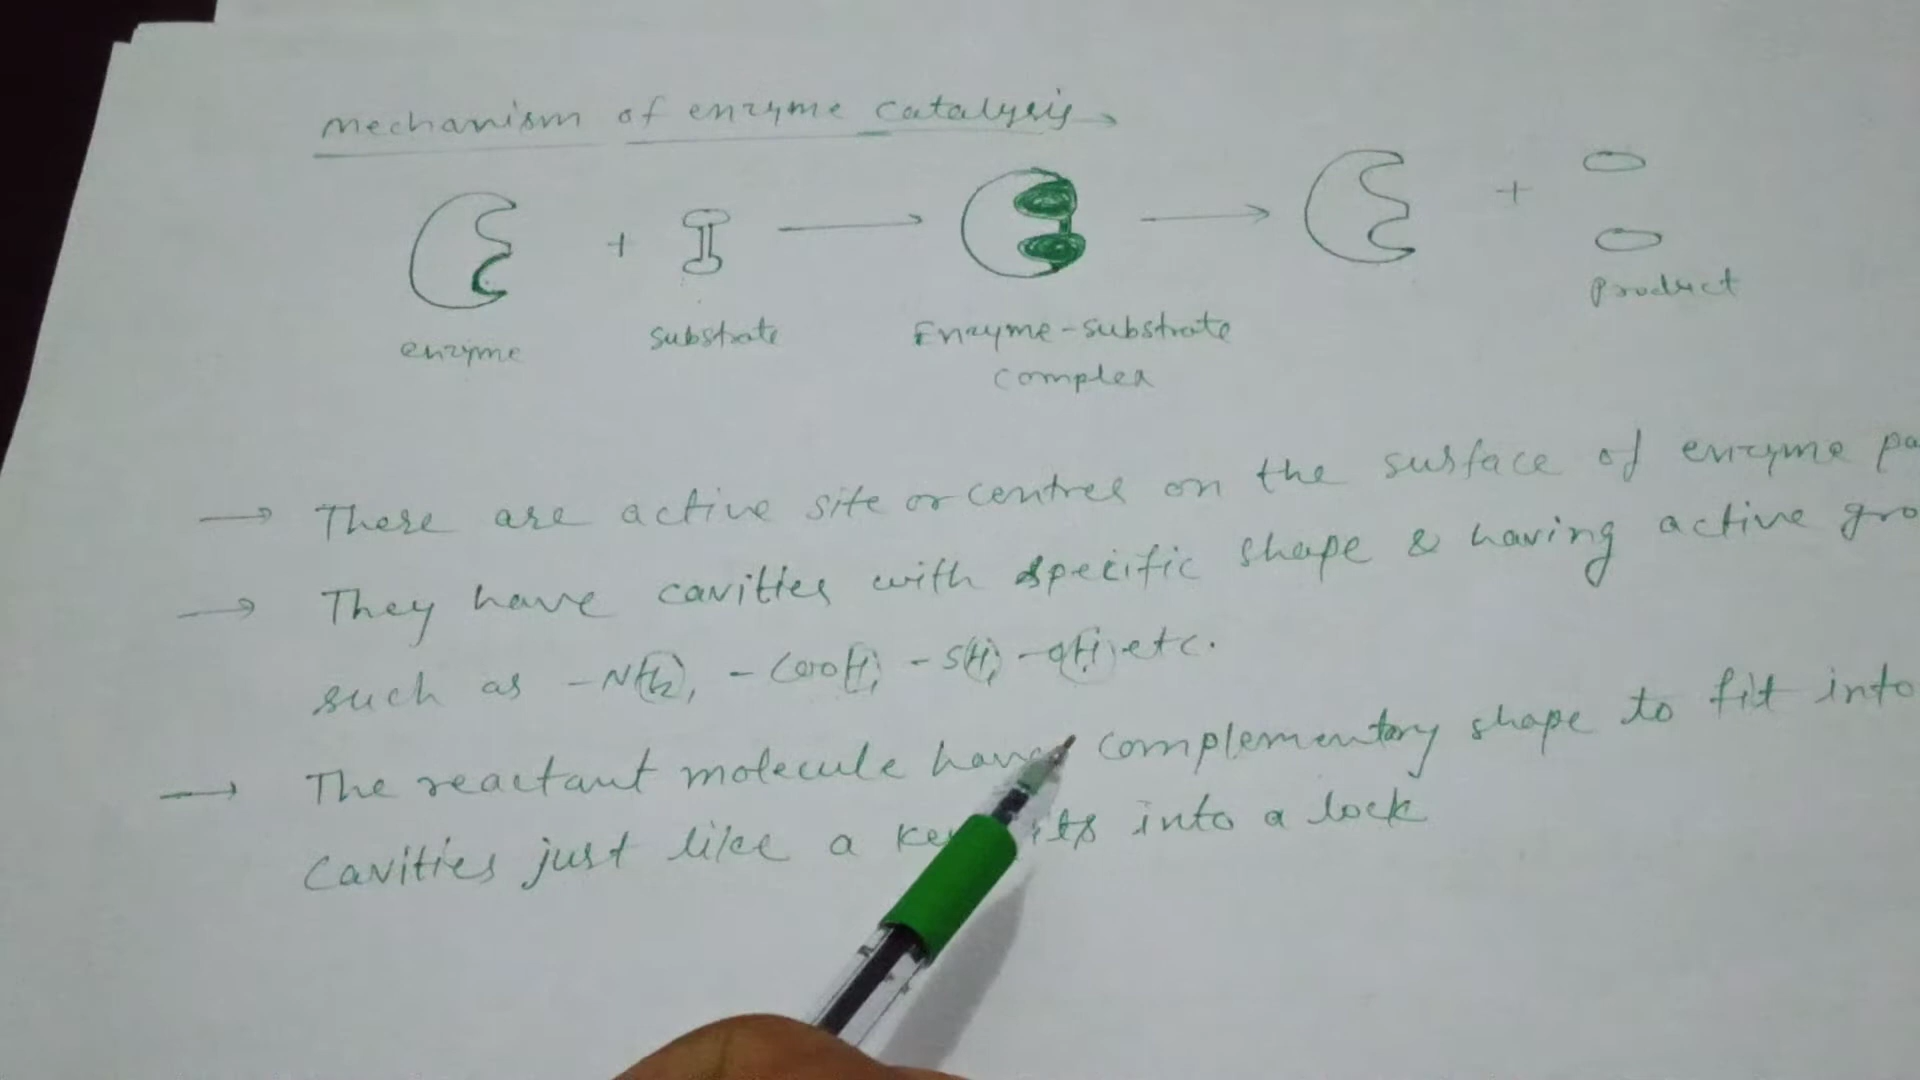 mechanism of enzyme catalysis
+ → → +
enzyme substrate Enzyme-substrate product
complex
→ There are active site or centres on the surface of enzyme pa
→ They have cavities with specific shape & having active gro
such as -NH2, -COOH, -SH, -OH etc.
→ The reactant molecule have complementary shape to fit into
cavities just like a key fits into a lock